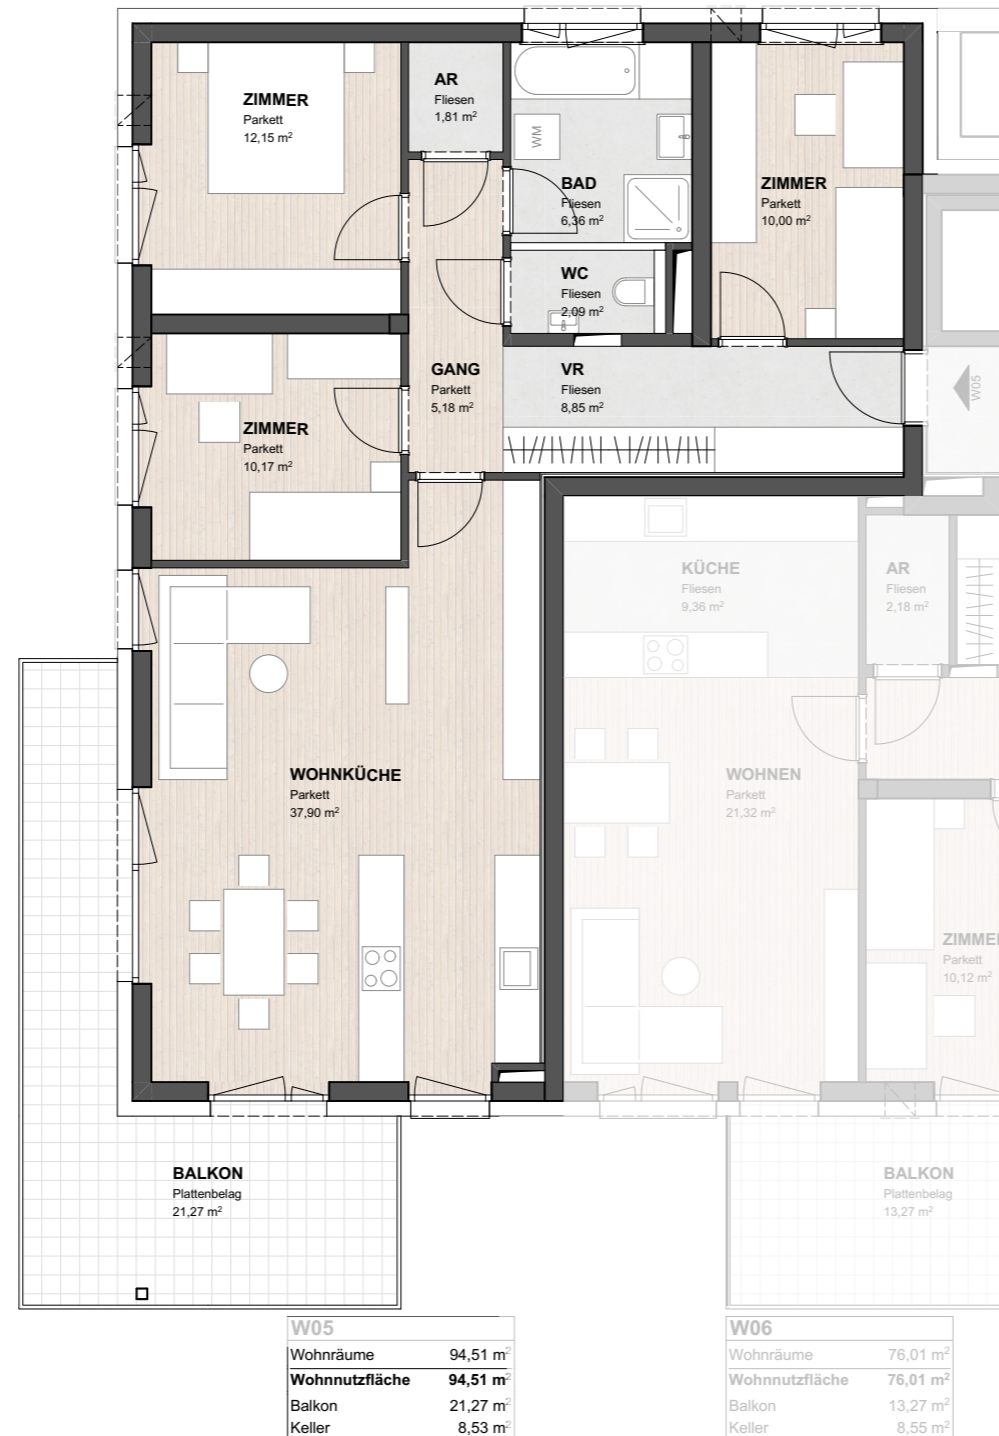 ZIMMER
Parkett
12,15 m²
AR
Fliesen
1,81 m²
WM
BAD
Fliesen
6,36 m²
ZIMMER
Parkett
10,00 m²
WC
Fliesen
2,09 m²
GANG
Parkett
5,18 m²
VR
Fliesen
8,85 m²
W05
ZIMMER
Parkett
10,17 m²
KÜCHE
Fliesen
9,36 m²
AR
Fliesen
2,18 m²
WOHNKÜCHE
Parkett
37,90 m²
WOHNEN
Parkett
21,32 m²
ZIMMER
Parkett
10,12 m²
BALKON
Plattenbelag
21,27 m²
BALKON
Plattenbelag
13,27 m²
W05
Wohnräume 94,51 m²
Wohnnutzfläche 94,51 m²
Balkon 21,27 m²
Keller 8,53 m²
W06
Wohnräume 76,01 m²
Wohnnutzfläche 76,01 m²
Balkon 13,27 m²
Keller 8,55 m²